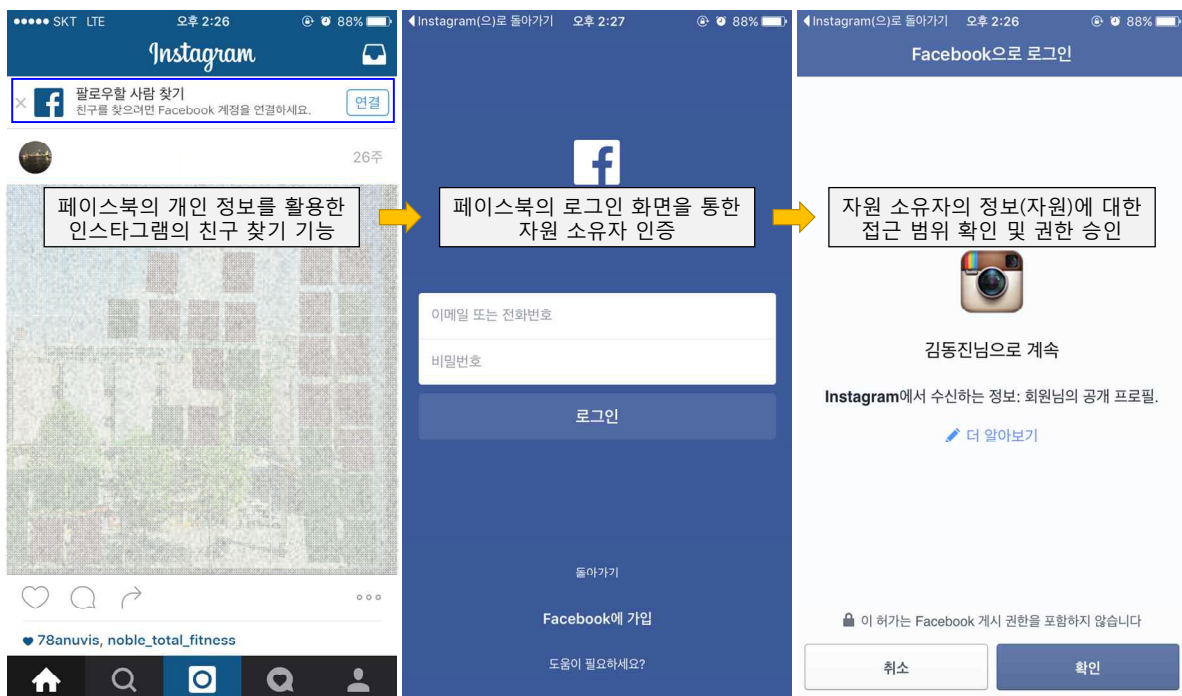 SKT LTE 오후 2:26 88%
Instagram
팔로우할 사람 찾기
친구를 찾으려면 Facebook 계정을 연결하세요.
연결
26주
페이스북의 개인 정보를 활용한
인스타그램의 친구 찾기 기능
78anuvis, noble_total_fitness
Instagram(으)로 돌아가기 오후 2:27 88%
페이스북의 로그인 화면을 통한
자원 소유자 인증
이메일 또는 전화번호
비밀번호
로그인
돌아가기
Facebook에 가입
도움이 필요하세요?
Instagram(으)로 돌아가기 오후 2:26 88%
Facebook으로 로그인
자원 소유자의 정보(자원)에 대한
접근 범위 확인 및 권한 승인
김동진님으로 계속
Instagram에서 수신하는 정보: 회원님의 공개 프로필.
더 알아보기
이 허가는 Facebook 게시 권한을 포함하지 않습니다
취소
확인